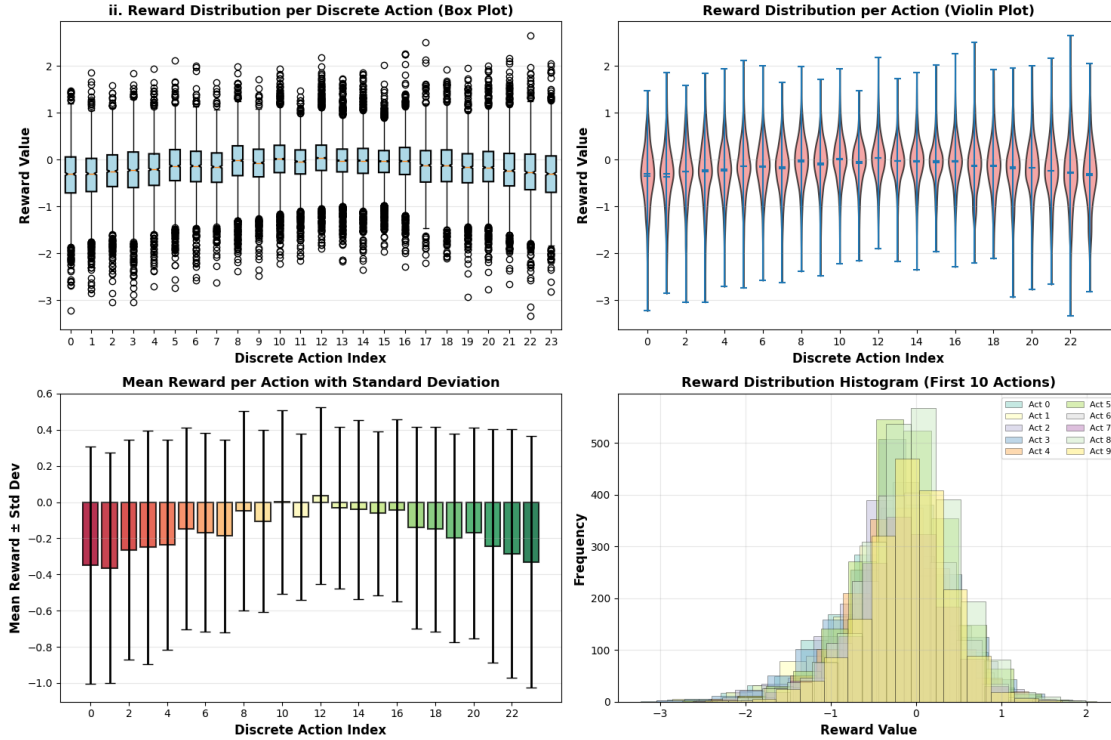 ii. Reward Distribution per Discrete Action (Box Plot)
Reward Value
2
1
0
−1
−2
−3
0 1 2 3 4 5 6 7 8 9 10 11 12 13 14 15 16 17 18 19 20 21 22 23
Discrete Action Index
Reward Distribution per Action (Violin Plot)
Reward Value
2
1
0
−1
−2
−3
0 2 4 6 8 10 12 14 16 18 20 22
Discrete Action Index
Mean Reward per Action with Standard Deviation
Mean Reward ± Std Dev
0.6
0.4
0.2
0.0
−0.2
−0.4
−0.6
−0.8
−1.0
0 2 4 6 8 10 12 14 16 18 20 22
Discrete Action Index
Reward Distribution Histogram (First 10 Actions)
Frequency
500
400
300
200
100
0
Act 0 Act 5
Act 1 Act 6
Act 2 Act 7
Act 3 Act 8
Act 4 Act 9
−3 −2 −1 0 1 2
Reward Value